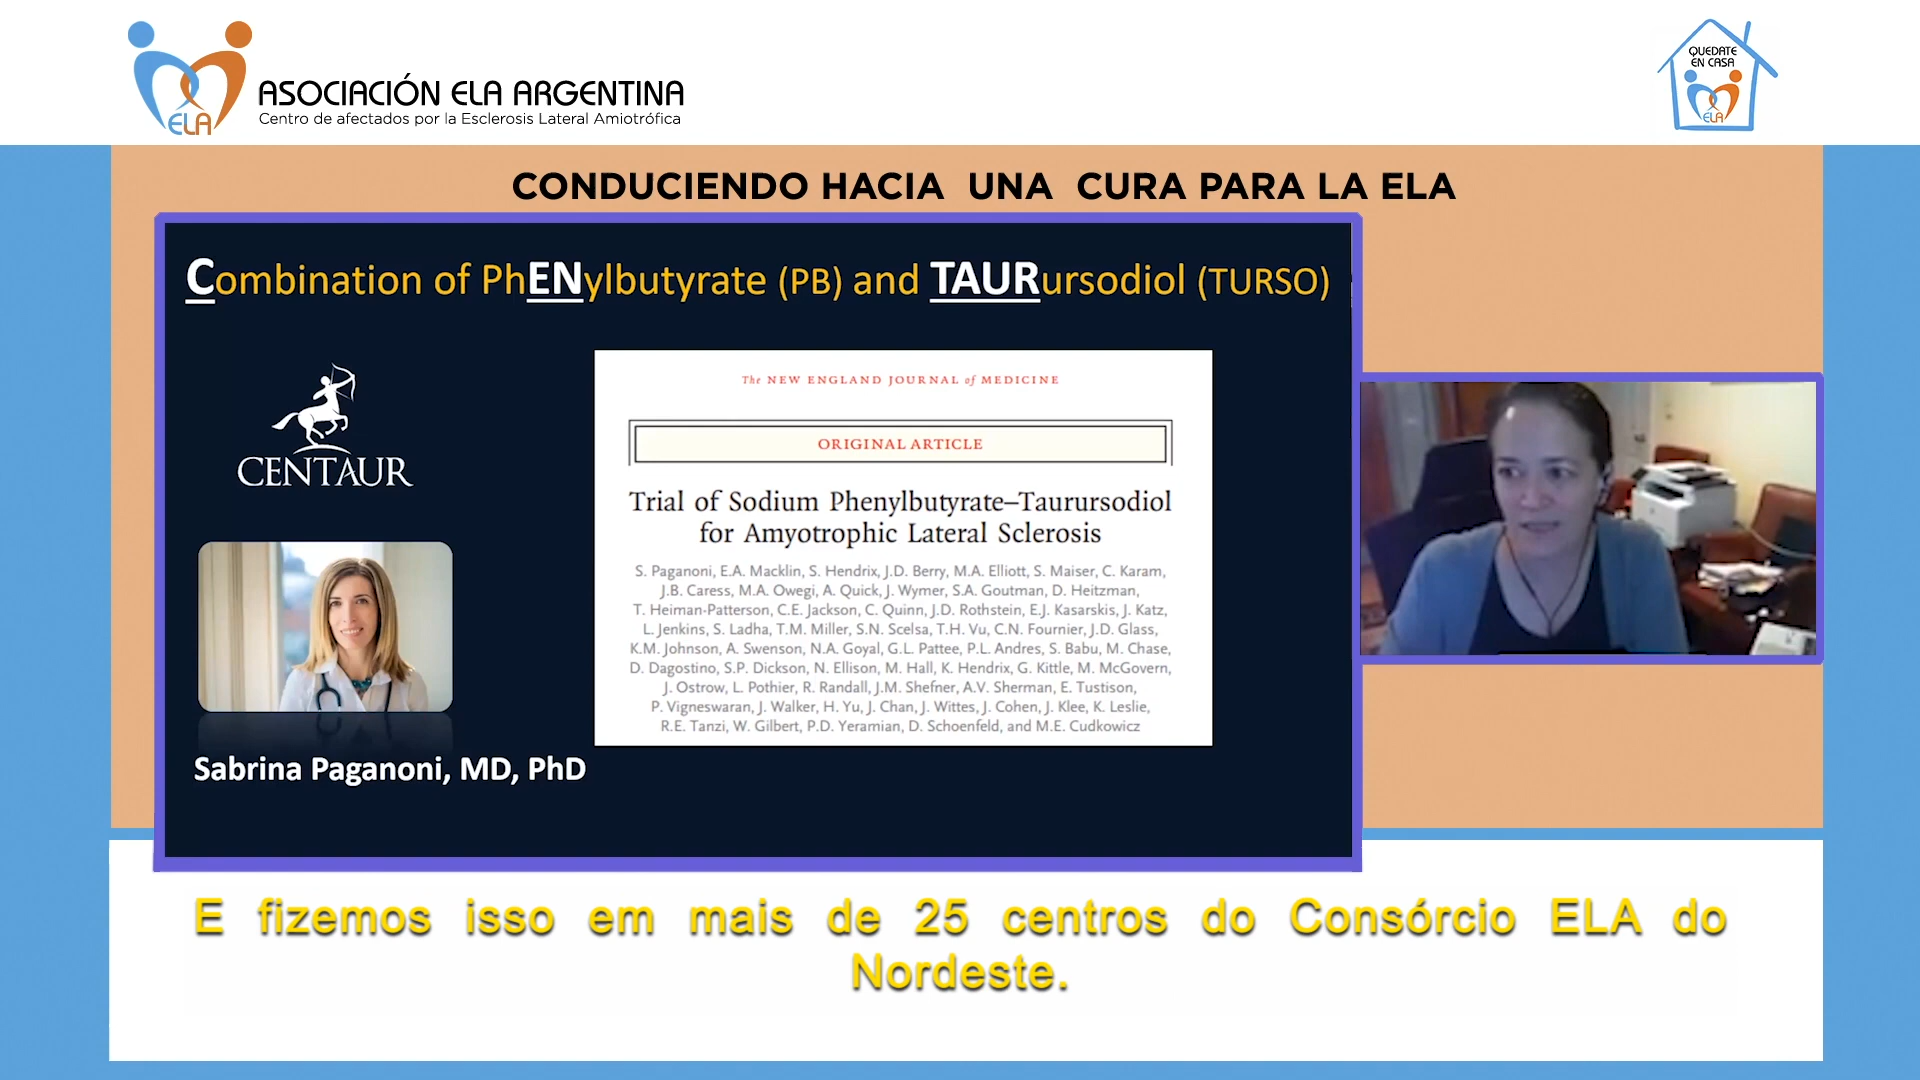 ASOCIACIÓN ELA ARGENTINA
Centro de afectados por la Esclerosis Lateral Amiotrófica
ELA
QUEDATE
EN CASA
ELA
CONDUCIENDO HACIA UNA CURA PARA LA ELA
Combination of PhENylbutyrate (PB) and TAURursodiol (TURSO)
CENTAUR
The NEW ENGLAND JOURNAL of MEDICINE
ORIGINAL ARTICLE
Trial of Sodium Phenylbutyrate–Taurursodiol
for Amyotrophic Lateral Sclerosis
S. Paganoni, E.A. Macklin, S. Hendrix, J.D. Berry, M.A. Elliott, S. Maiser, C. Karam,
J.B. Caress, M.A. Owegi, A. Quick, J. Wymer, S.A. Goutman, D. Heitzman,
T. Heiman-Patterson, C.E. Jackson, C. Quinn, J.D. Rothstein, E.J. Kasarskis, J. Katz,
L. Jenkins, S. Ladha, T.M. Miller, S.N. Scelsa, T.H. Vu, C.N. Fournier, J.D. Glass,
K.M. Johnson, A. Swenson, N.A. Goyal, G.L. Pattee, P.L. Andres, S. Babu, M. Chase,
D. Dagostino, S.P. Dickson, N. Ellison, M. Hall, K. Hendrix, G. Kittle, M. McGovern,
J. Ostrow, L. Pothier, R. Randall, J.M. Shefner, A.V. Sherman, E. Tustison,
P. Vigneswaran, J. Walker, H. Yu, J. Chan, J. Wittes, J. Cohen, J. Klee, K. Leslie,
R.E. Tanzi, W. Gilbert, P.D. Yeramian, D. Schoenfeld, and M.E. Cudkowicz
Sabrina Paganoni, MD, PhD
E fizemos isso em mais de 25 centros do Consórcio ELA do
Nordeste.